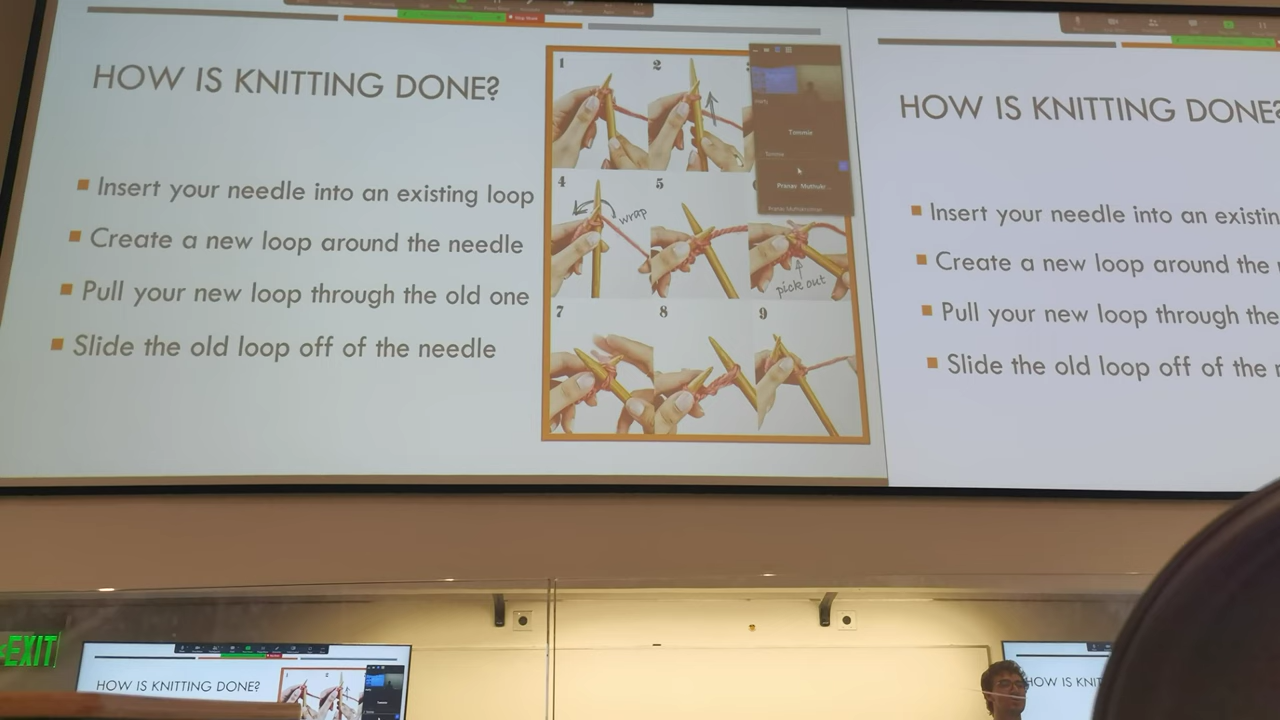 HOW IS KNITTING DONE?
Insert your needle into an existing loop
Create a new loop around the needle
Pull your new loop through the old one
Slide the old loop off of the needle
1
2
4
wrap
5
pick out
7
8
9
Tommie
HOW IS KNITTING DONE?
Insert your needle into an existin
Create a new loop around the
Pull your new loop through the
Slide the old loop off of the
EXIT
HOW IS KNITTING DONE?
HOW IS KNIT